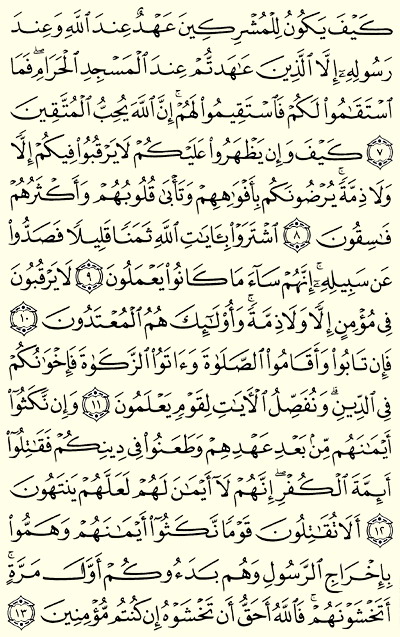 كَيْفَ يَكُونُ لِلْمُشْرِكِينَ عَهْدٌ عِندَ ٱللَّهِ وَعِندَ
رَسُولِهِۦٓ إِلَّا ٱلَّذِينَ عَٰهَدتُّمْ عِندَ ٱلْمَسْجِدِ ٱلْحَرَامِ ۖ فَمَا
ٱسْتَقَٰمُوا۟ لَكُمْ فَٱسْتَقِيمُوا۟ لَهُمْ ۚ إِنَّ ٱللَّهَ يُحِبُّ ٱلْمُتَّقِينَ
٧ كَيْفَ وَإِن يَظْهَرُوا۟ عَلَيْكُمْ لَا يَرْقُبُوا۟ فِيكُمْ إِلًّا
وَلَا ذِمَّةً ۚ يُرْضُونَكُم بِأَفْوَٰهِهِمْ وَتَأْبَىٰ قُلُوبُهُمْ وَأَكْثَرُهُمْ
فَٰسِقُونَ ٨ ٱشْتَرَوْا۟ بِـَٔايَٰتِ ٱللَّهِ ثَمَنًا قَلِيلًا فَصَدُّوا۟
عَن سَبِيلِهِۦٓ ۚ إِنَّهُمْ سَآءَ مَا كَانُوا۟ يَعْمَلُونَ ٩ لَا يَرْقُبُونَ
فِى مُؤْمِنٍ إِلًّا وَلَا ذِمَّةً ۚ وَأُو۟لَٰٓئِكَ هُمُ ٱلْمُعْتَدُونَ ١٠
فَإِن تَابُوا۟ وَأَقَامُوا۟ ٱلصَّلَوٰةَ وَءَاتَوُا۟ ٱلزَّكَوٰةَ فَإِخْوَٰنُكُمْ
فِى ٱلدِّينِ ۗ وَنُفَصِّلُ ٱلْءَايَٰتِ لِقَوْمٍ يَعْلَمُونَ ١١ وَإِن نَّكَثُوٓا۟
أَيْمَٰنَهُم مِّنۢ بَعْدِ عَهْدِهِمْ وَطَعَنُوا۟ فِى دِينِكُمْ فَقَٰتِلُوٓا۟
أَئِمَّةَ ٱلْكُفْرِ ۙ إِنَّهُمْ لَآ أَيْمَٰنَ لَهُمْ لَعَلَّهُمْ يَنتَهُونَ
١٢ أَلَا تُقَٰتِلُونَ قَوْمًا نَّكَثُوٓا۟ أَيْمَٰنَهُمْ وَهَمُّوا۟
بِإِخْرَاجِ ٱلرَّسُولِ وَهُم بَدَءُوكُمْ أَوَّلَ مَرَّةٍ ۚ
أَتَخْشَوْنَهُمْ ۚ فَٱللَّهُ أَحَقُّ أَن تَخْشَوْهُ إِن كُنتُم مُّؤْمِنِينَ ١٣